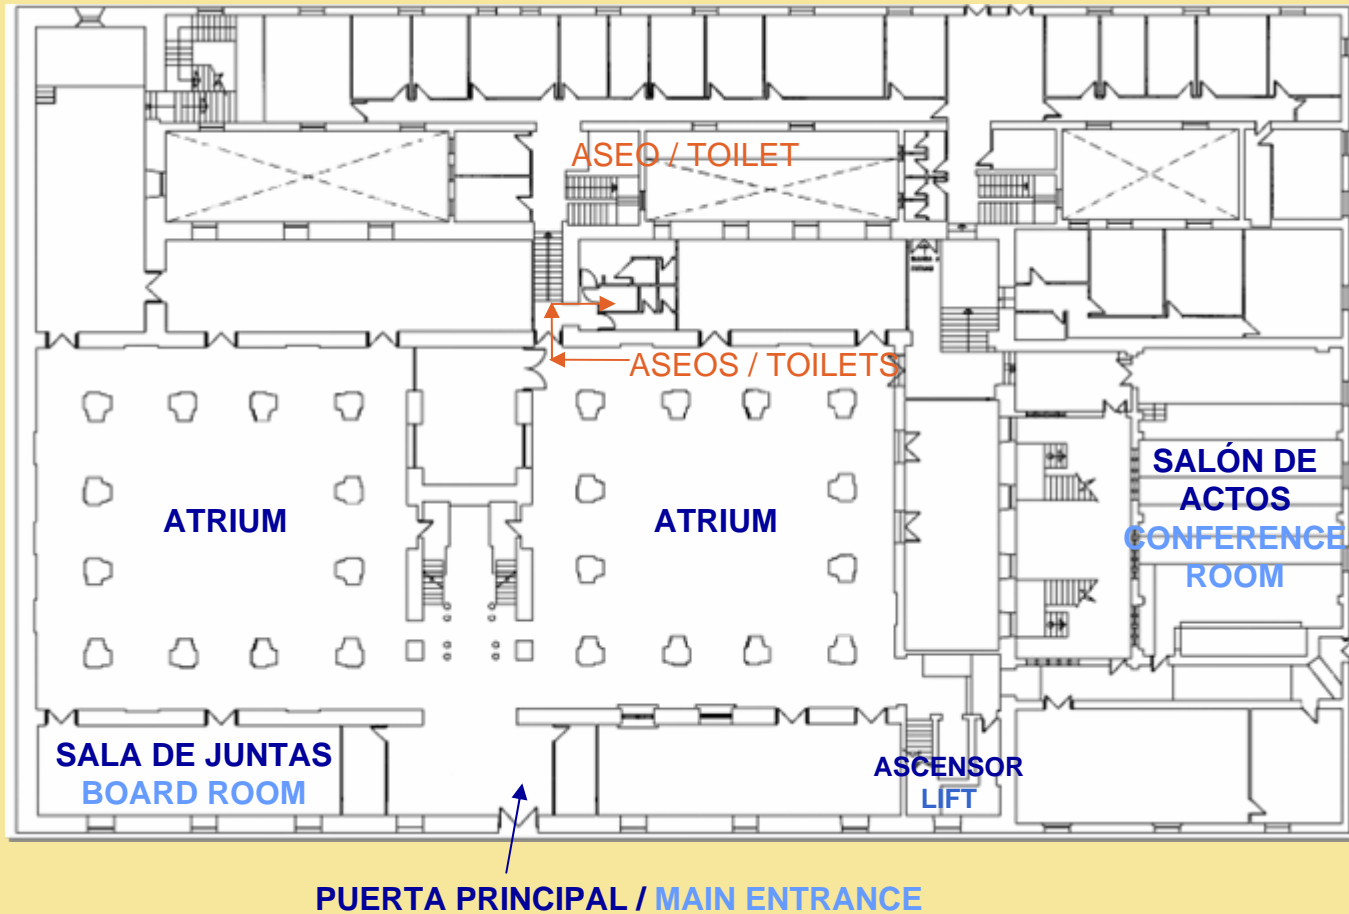 ASEO / TOILET
ASEOS / TOILETS
SALÓN DE
ACTOS
CONFERENCE
ROOM
ATRIUM
ATRIUM
SALA DE JUNTAS
BOARD ROOM
ASCENSOR
LIFT
PUERTA PRINCIPAL / MAIN ENTRANCE